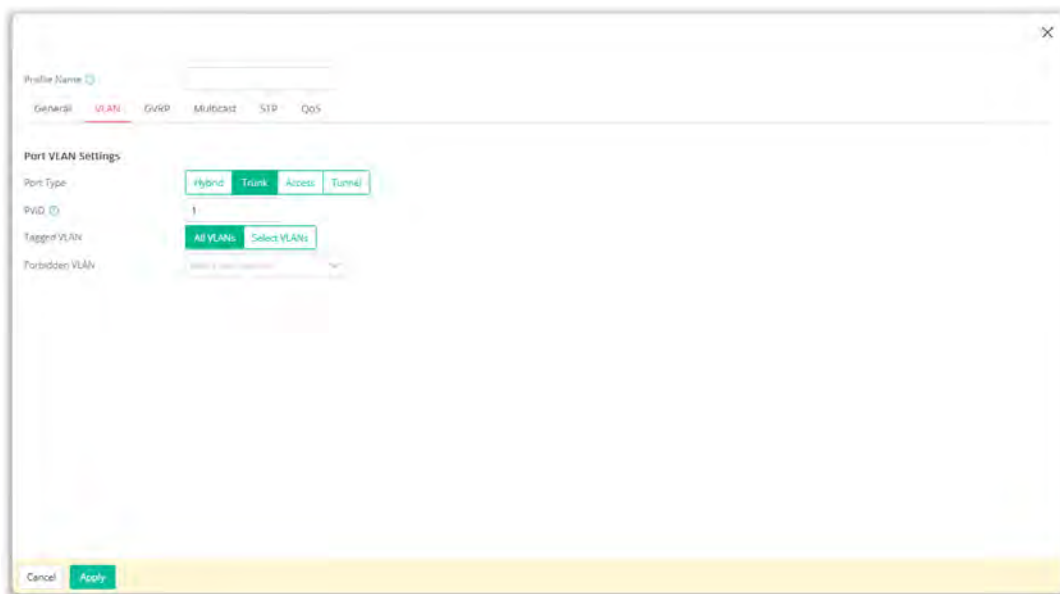 Profile Name
General VLAN GVRP Multicast STP QoS
Port VLAN Settings
Port Type Hybrid Trunk Access Tunnel
PVID 1
Tagged VLAN All VLANs Select VLANs
Forbidden VLAN
Cancel Apply